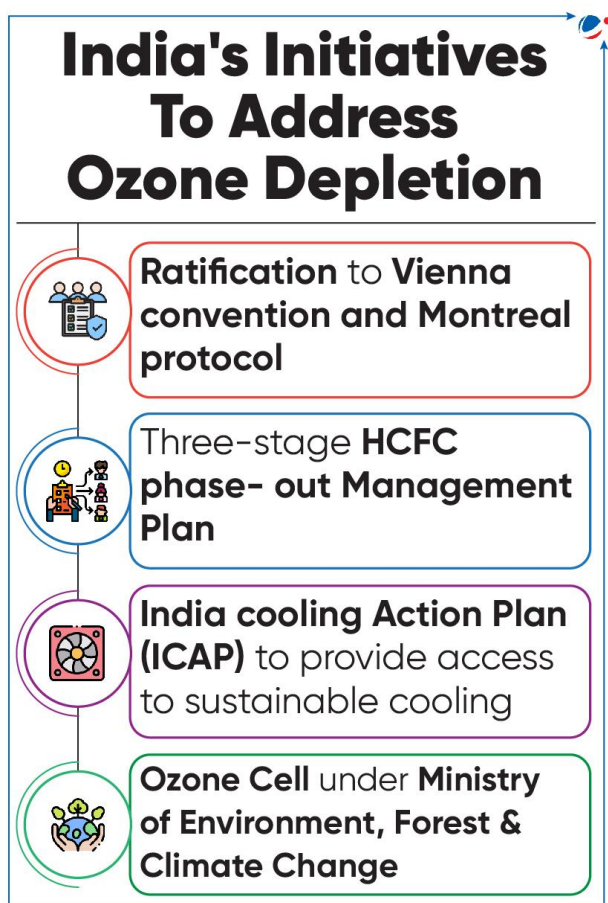 India's Initiatives
To Address
Ozone Depletion
Ratification to Vienna
convention and Montreal
protocol
Three-stage HCFC
phase- out Management
Plan
India cooling Action Plan
(ICAP) to provide access
to sustainable cooling
Ozone Cell under Ministry
of Environment, Forest &
Climate Change